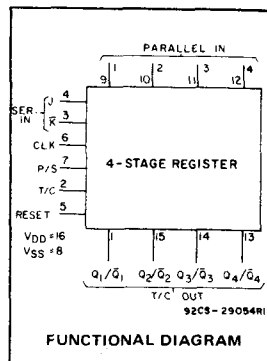 PARALLEL IN
1 2 3 4
9 10 11 12
SER. IN
J 4
K̅ 3
CLK 6
P/S 7
T/C 2
RESET 5
4-STAGE REGISTER
VDD = 16
VSS = 8
1 15 14 13
Q1/Q̅1 Q2/Q̅2 Q3/Q̅3 Q4/Q̅4
T/C OUT
92CS-29054RI
FUNCTIONAL DIAGRAM